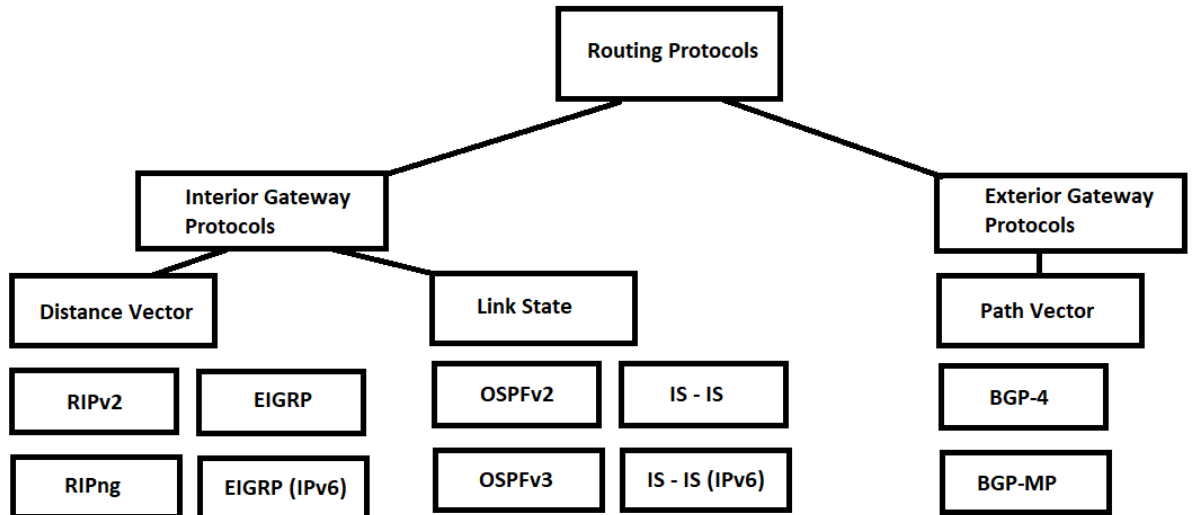 Routing Protocols
Interior Gateway
Protocols
Exterior Gateway
Protocols
Distance Vector
Link State
Path Vector
RIPv2
EIGRP
OSPFv2
IS - IS
BGP-4
RIPng
EIGRP (IPv6)
OSPFv3
IS - IS (IPv6)
BGP-MP